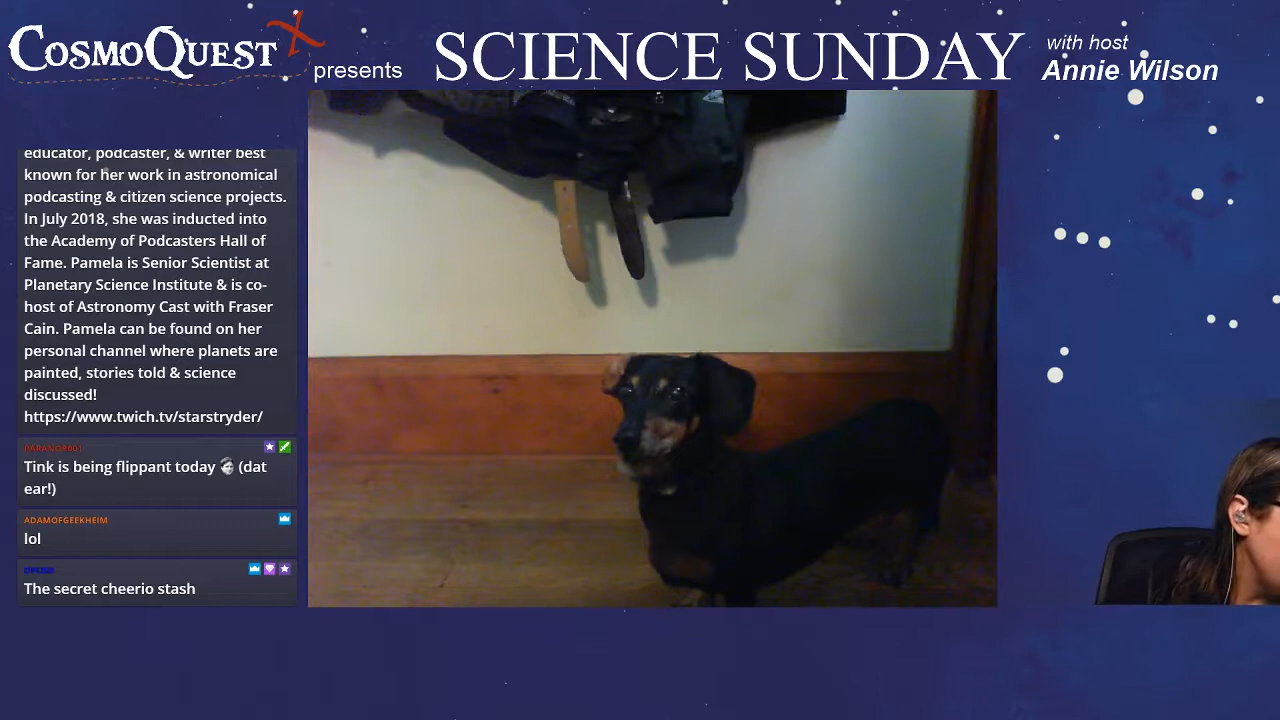 CosmoQuest X
presents
SCIENCE SUNDAY
with host
Annie Wilson
educator, podcaster, & writer best
known for her work in astronomical
podcasting & citizen science projects.
In July 2018, she was inducted into
the Academy of Podcasters Hall of
Fame. Pamela is Senior Scientist at
Planetary Science Institute & is co-
host of Astronomy Cast with Fraser
Cain. Pamela can be found on her
personal channel where planets are
painted, stories told & science
discussed!
https://www.twich.tv/starstryder/
Tink is being flippant today (dat
ear!)
ADAMOFGEEKHEIM
lol
The secret cheerio stash